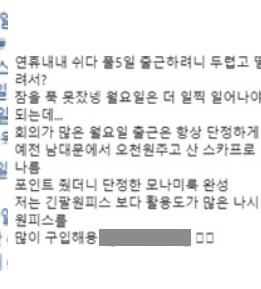 연휴내내 쉬다 풀5일 출근하려니 두렵고 떨
려서?
잠을 푹 못잤넹 월요일은 더 일찍 일어나야
되는데...
회의가 많은 월요일 출근은 항상 단정하게
예전 남대문에서 오천원주고 산 스카프로
나름
포인트 줬더니 단정한 모나미룩 완성
저는 긴팔원피스 보다 활용도가 많은 나시
원피스를
많이 구입해용